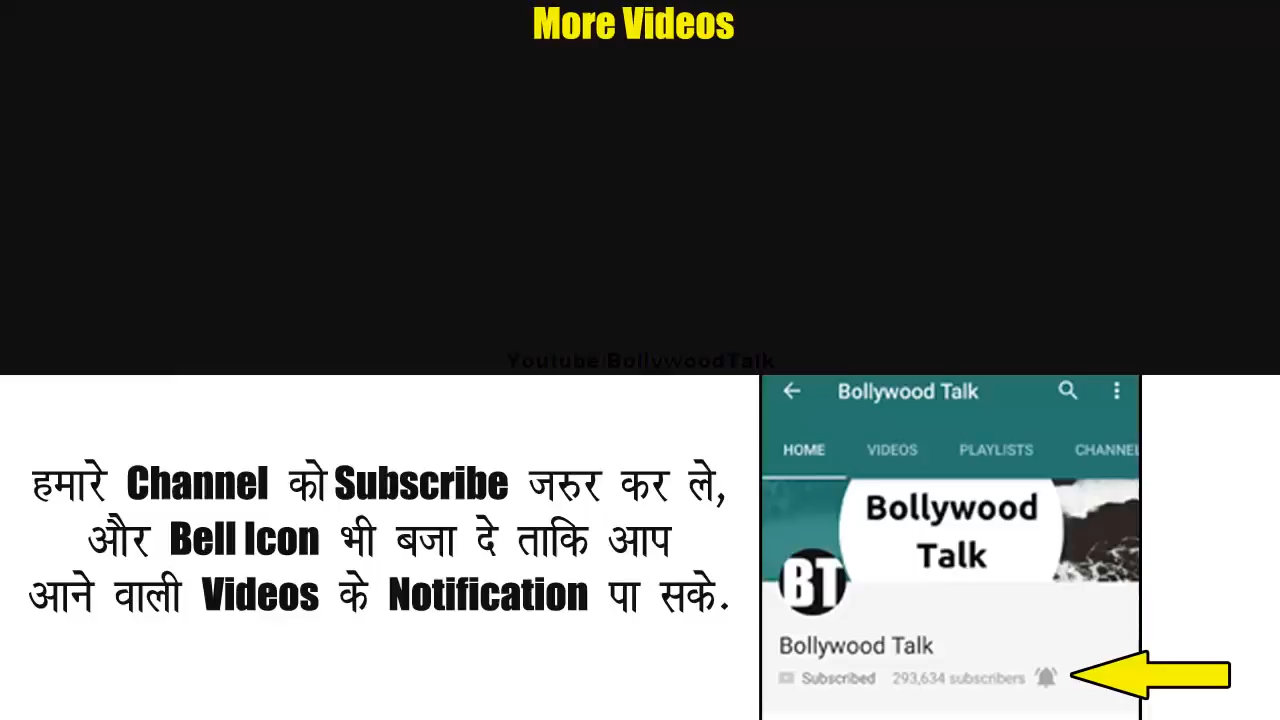 More Videos
Youtube BollywoodTalk
हमारे Channel को Subscribe जरुर कर ले,
और Bell Icon भी बजा दे ताकि आप
आने वाली Videos के Notification पा सके.
Bollywood Talk
HOME VIDEOS PLAYLISTS CHANNEL
Bollywood
Talk
BT
Bollywood Talk
Subscribed 293,634 subscribers